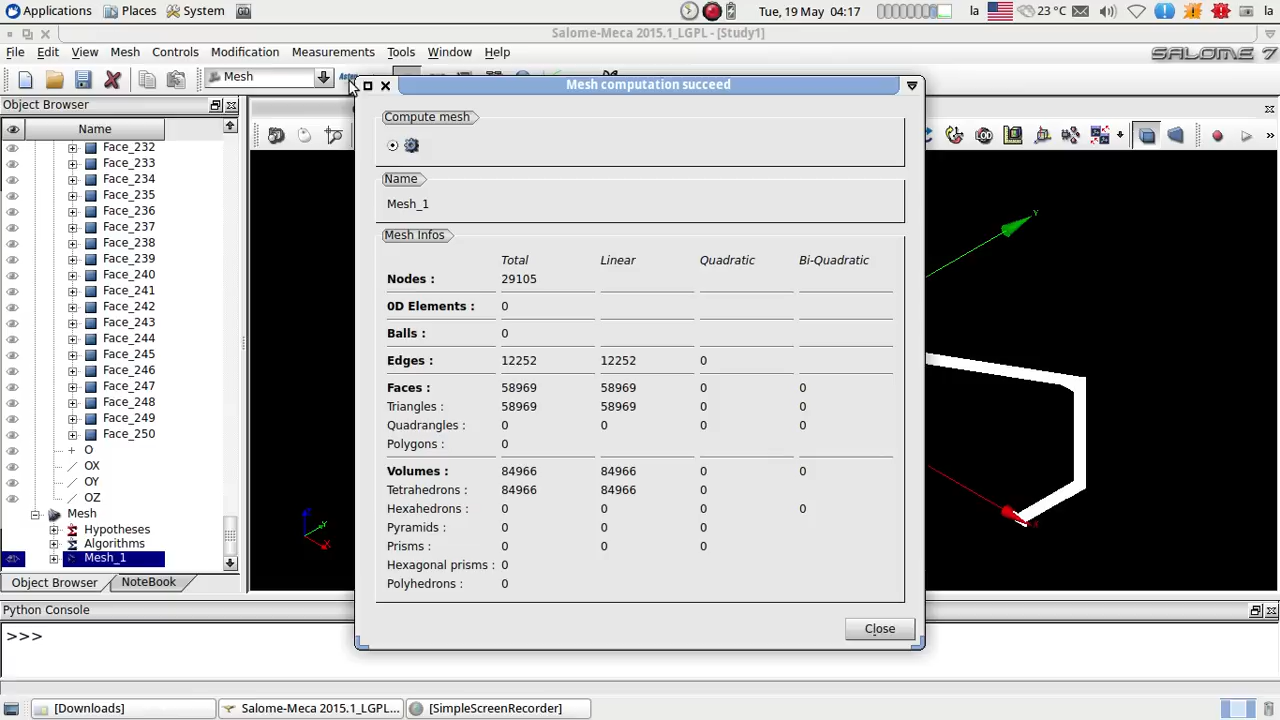 Applications Places System Tue, 19 May 04:17 la 23 °C la
Salome-Meca 2015.1_LGPL - [Study1]
File Edit View Mesh Controls Modification Measurements Tools Window Help SALOME 7
Mesh
Object Browser
Name
Face_232
Face_233
Face_234
Face_235
Face_236
Face_237
Face_238
Face_239
Face_240
Face_241
Face_242
Face_243
Face_244
Face_245
Face_246
Face_247
Face_248
Face_249
Face_250
O
OX
OY
OZ
Mesh
Hypotheses
Algorithms
Mesh_1
Object Browser NoteBook
Mesh computation succeed
Compute mesh
Name
Mesh_1
Mesh Infos
Total Linear Quadratic Bi-Quadratic
Nodes : 29105
0D Elements : 0
Balls : 0
Edges : 12252 12252 0
Faces : 58969 58969 0 0
Triangles : 58969 58969 0 0
Quadrangles : 0 0 0 0
Polygons : 0
Volumes : 84966 84966 0 0
Tetrahedrons : 84966 84966 0
Hexahedrons : 0 0 0 0
Pyramids : 0 0 0
Prisms : 0 0 0
Hexagonal prisms : 0
Polyhedrons : 0
Close
Y
X
Y
X
Python Console
>>>
[Downloads] Salome-Meca 2015.1_LGPL... [SimpleScreenRecorder]